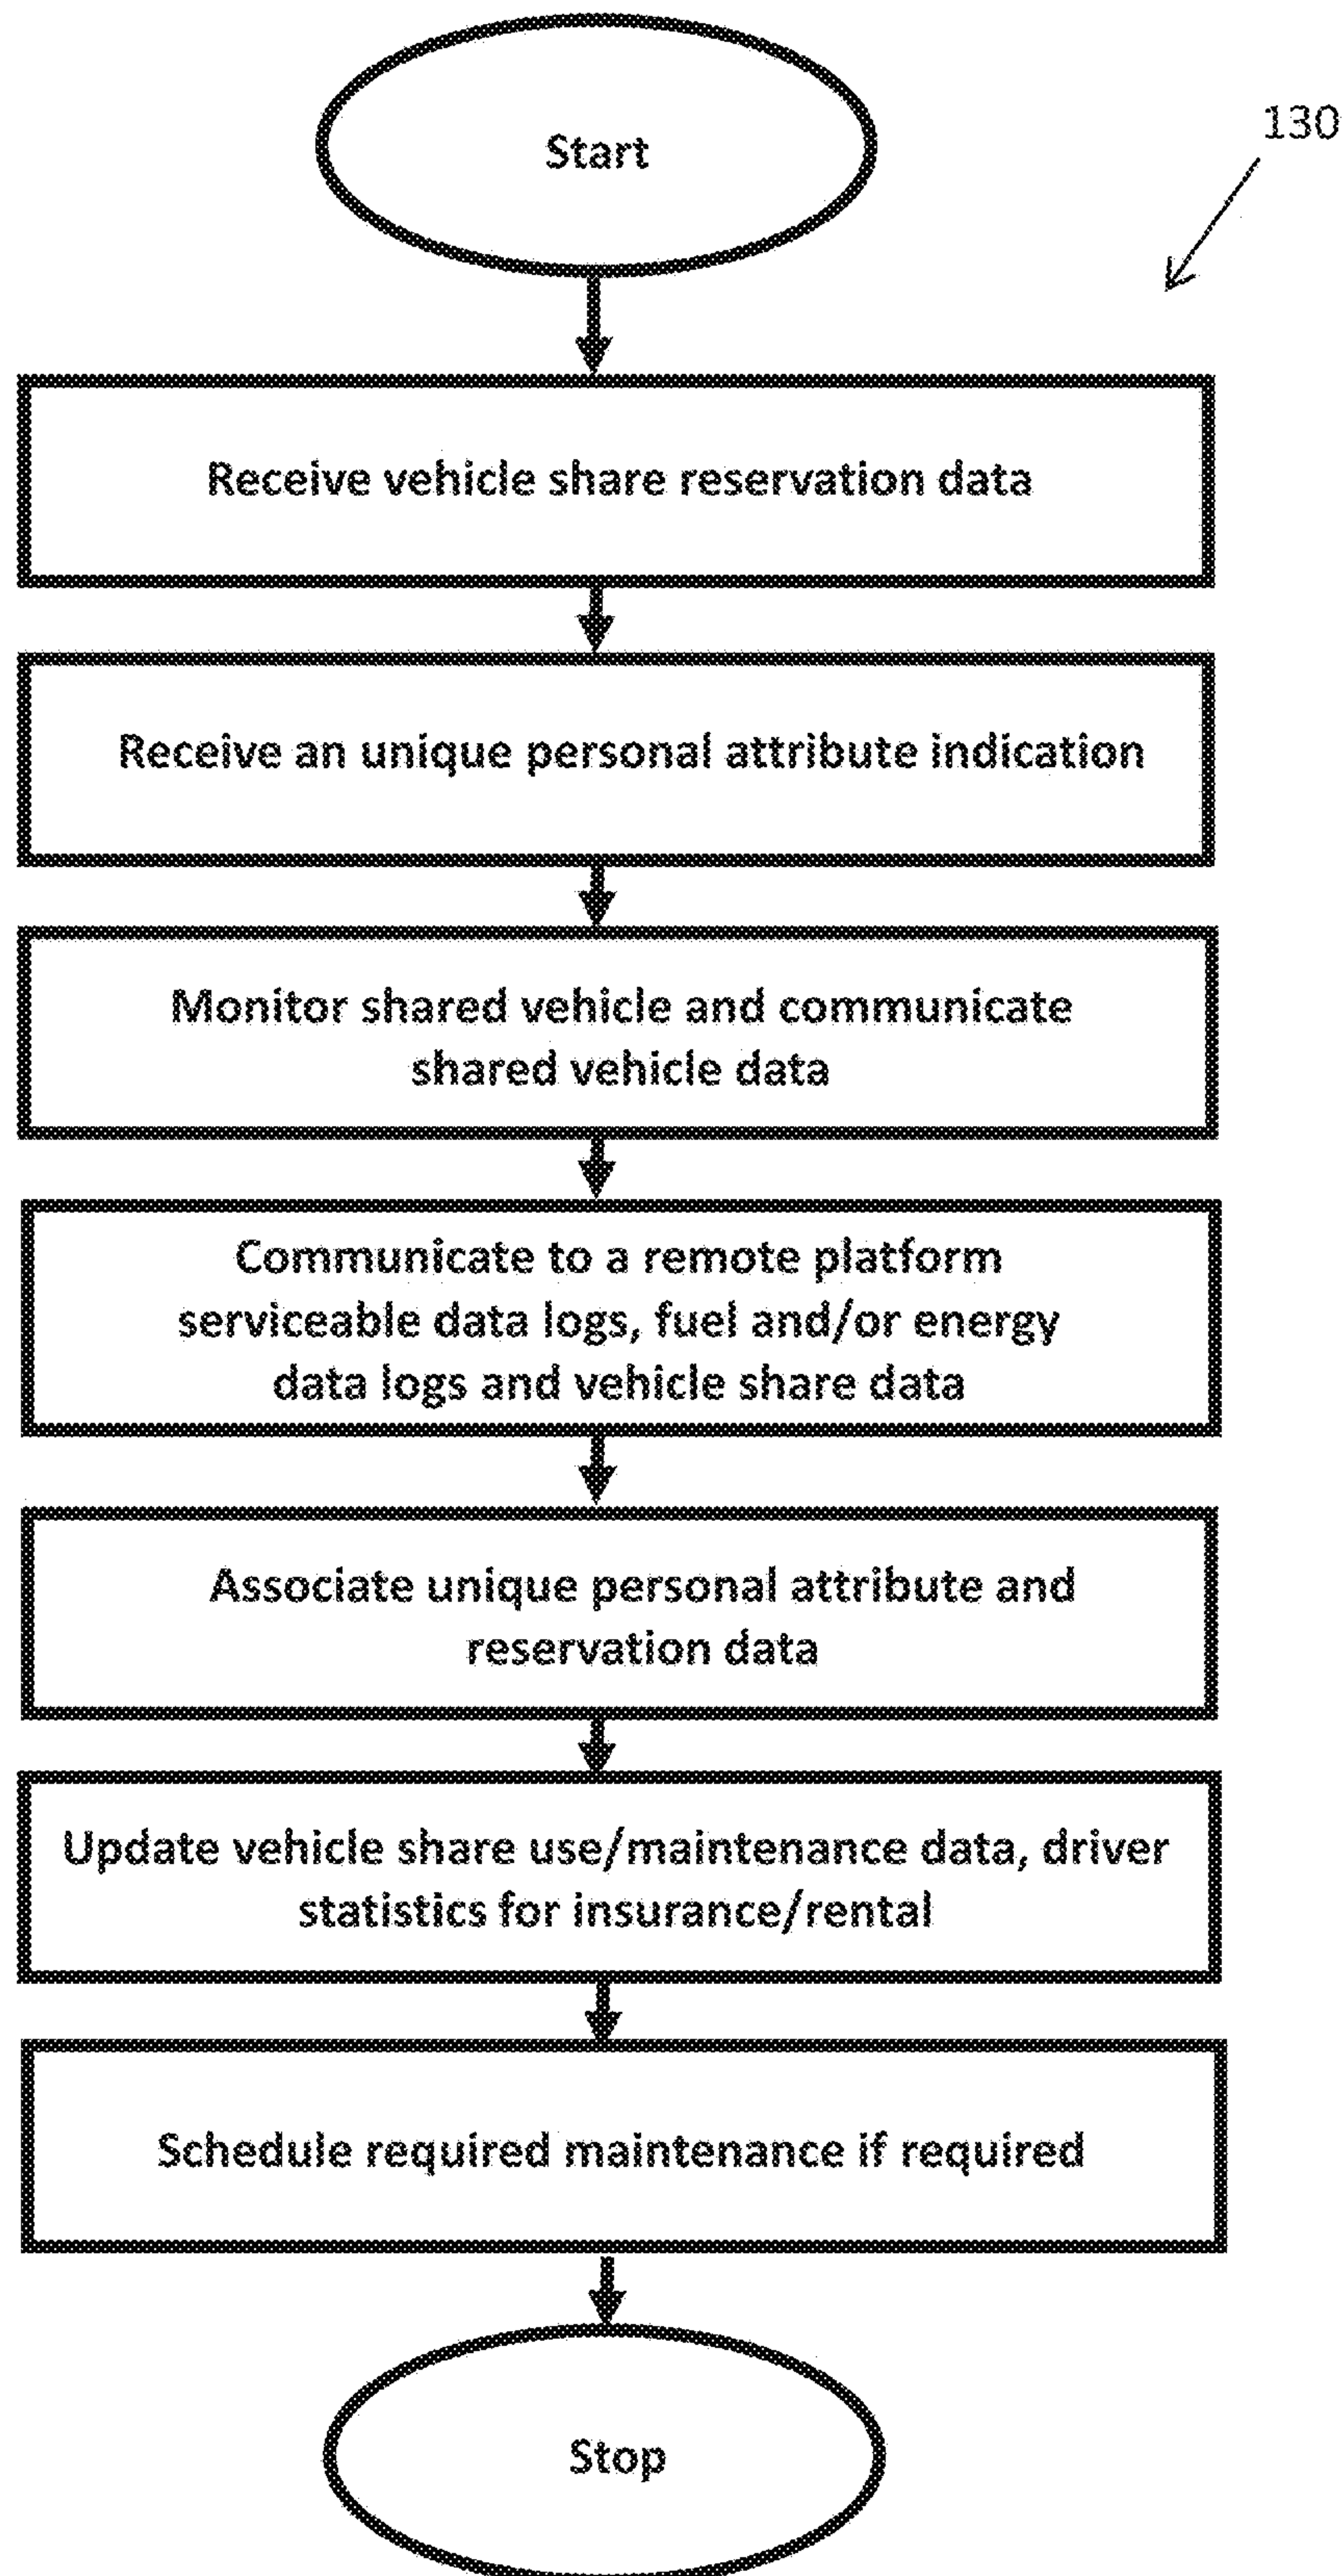 Start
130
Receive vehicle share reservation data
Receive an unique personal attribute indication
Monitor shared vehicle and communicate
shared vehicle data
Communicate to a remote platform
serviceable data logs, fuel and/or energy
data logs and vehicle share data
Associate unique personal attribute and
reservation data
Update vehicle share use/maintenance data, driver
statistics for insurance/rental
Schedule required maintenance if required
Stop